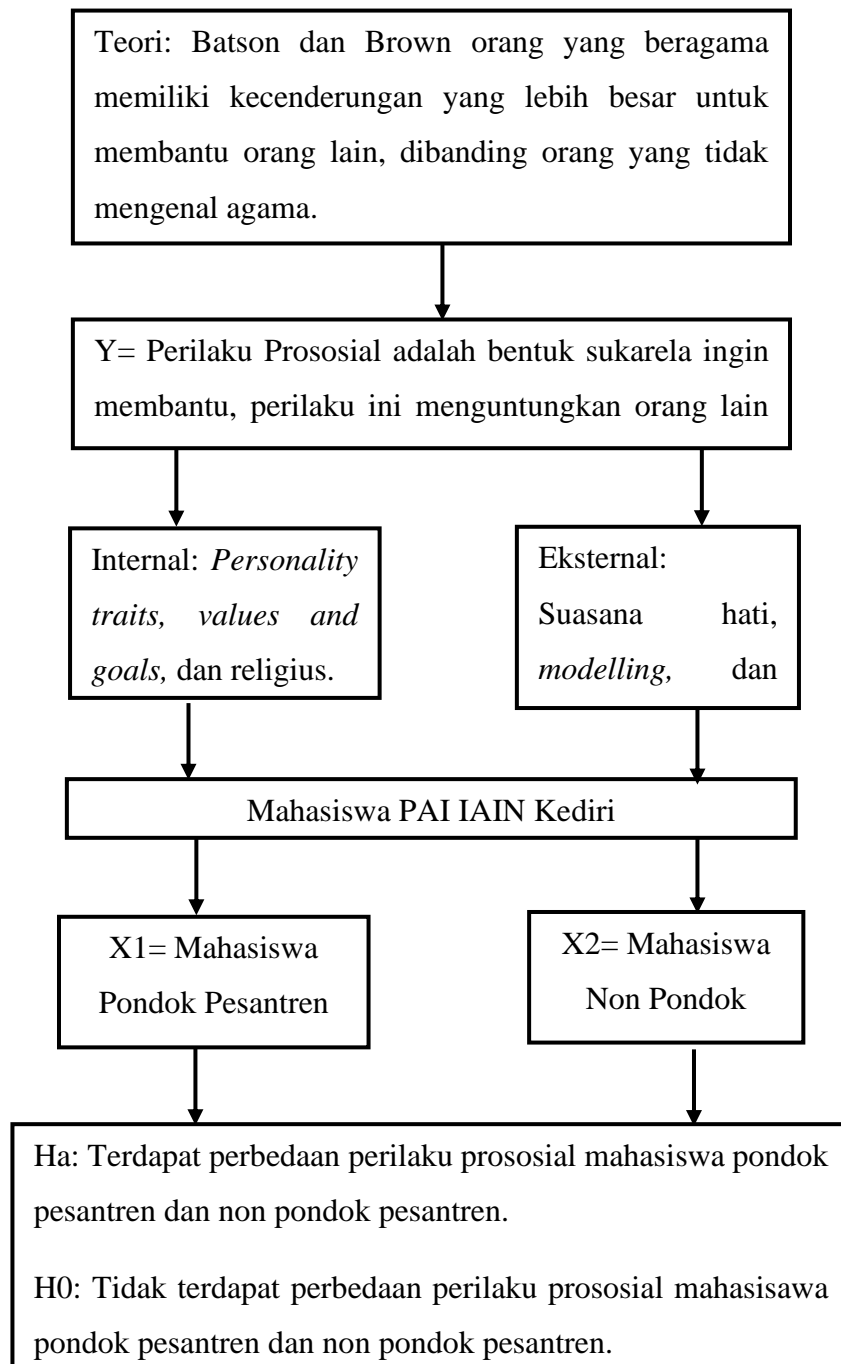 Teori: Batson dan Brown orang yang beragama
memiliki kecenderungan yang lebih besar untuk
membantu orang lain, dibanding orang yang tidak
mengenal agama.
Y= Perilaku Prososial adalah bentuk sukarela ingin
membantu, perilaku ini menguntungkan orang lain
Internal: Personality
traits, values and
goals, dan religius.
Eksternal:
Suasana hati,
modelling, dan
Mahasiswa PAI IAIN Kediri
X1= Mahasiswa
Pondok Pesantren
X2= Mahasiswa
Non Pondok
Ha: Terdapat perbedaan perilaku prososial mahasiswa pondok
pesantren dan non pondok pesantren.
H0: Tidak terdapat perbedaan perilaku prososial mahasisawa
pondok pesantren dan non pondok pesantren.